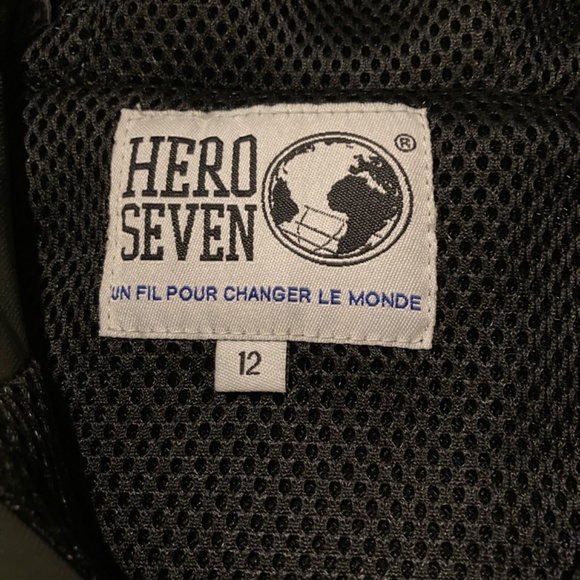 HERO
SEVEN
®
UN FIL POUR CHANGER LE MONDE
12